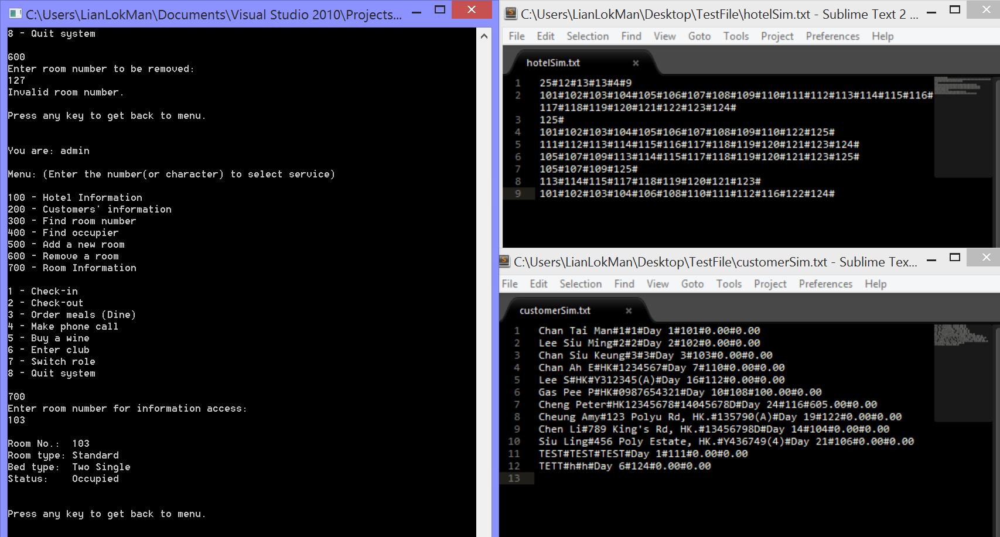 C:\Users\LianLokMan\Documents\Visual Studio 2010\Projects...
8 - Quit system
600
Enter room number to be removed:
127
Invalid room number.
Press any key to get back to menu.
You are: admin
Menu: (Enter the number(or character) to select service)
100 - Hotel Information
200 - Customers' information
300 - Find room number
400 - Find occupier
500 - Add a new room
600 - Remove a room
700 - Room Information
1 - Check-in
2 - Check-out
3 - Order meals (Dine)
4 - Make phone call
5 - Buy a wine
6 - Enter club
7 - Switch role
8 - Quit system
700
Enter room number for information access:
103
Room No.: 103
Room type: Standard
Bed type: Two Single
Status: Occupied
Press any key to get back to menu.
C:\Users\LianLokMan\Desktop\TestFile\hotelSim.txt - Sublime Text 2 ...
File Edit Selection Find View Goto Tools Project Preferences Help
hotelSim.txt
1 25#12#13#13#4#9
2 101#102#103#104#105#106#107#108#109#110#111#112#113#114#115#116#
117#118#119#120#121#122#123#124#
3 125#
4 101#102#103#104#105#106#107#108#109#110#122#125#
5 111#112#113#114#115#116#117#118#119#120#121#123#124#
6 105#107#109#113#114#115#117#118#119#120#121#123#125#
7 105#107#109#125#
8 113#114#115#117#118#119#120#121#123#
9 101#102#103#104#106#108#110#111#112#116#122#124#
C:\Users\LianLokMan\Desktop\TestFile\customerSim.txt - Sublime Tex...
File Edit Selection Find View Goto Tools Project Preferences Help
customerSim.txt
1 Chan Tai Man#1#1#Day 1#101#0.00#0.00
2 Lee Siu Ming#2#2#Day 2#102#0.00#0.00
3 Chan Siu Keung#3#3#Day 3#103#0.00#0.00
4 Chan Ah E#HK#1234567#Day 7#110#0.00#0.00
5 Lee S#HK#Y312345(A)#Day 16#112#0.00#0.00
6 Gas Pee P#HK#0987654321#Day 10#108#100.00#0.00
7 Cheng Peter#HK12345678#14045678D#Day 24#116#605.00#0.00
8 Cheung Amy#123 Polyu Rd, HK.#135790(A)#Day 19#122#0.00#0.00
9 Chen Li#789 King's Rd, HK.#13456798D#Day 14#104#0.00#0.00
10 Siu Ling#456 Poly Estate, HK.#Y436749(4)#Day 21#106#0.00#0.00
11 TEST#TEST#TEST#Day 1#111#0.00#0.00
12 TETT#h#h#Day 6#124#0.00#0.00
13